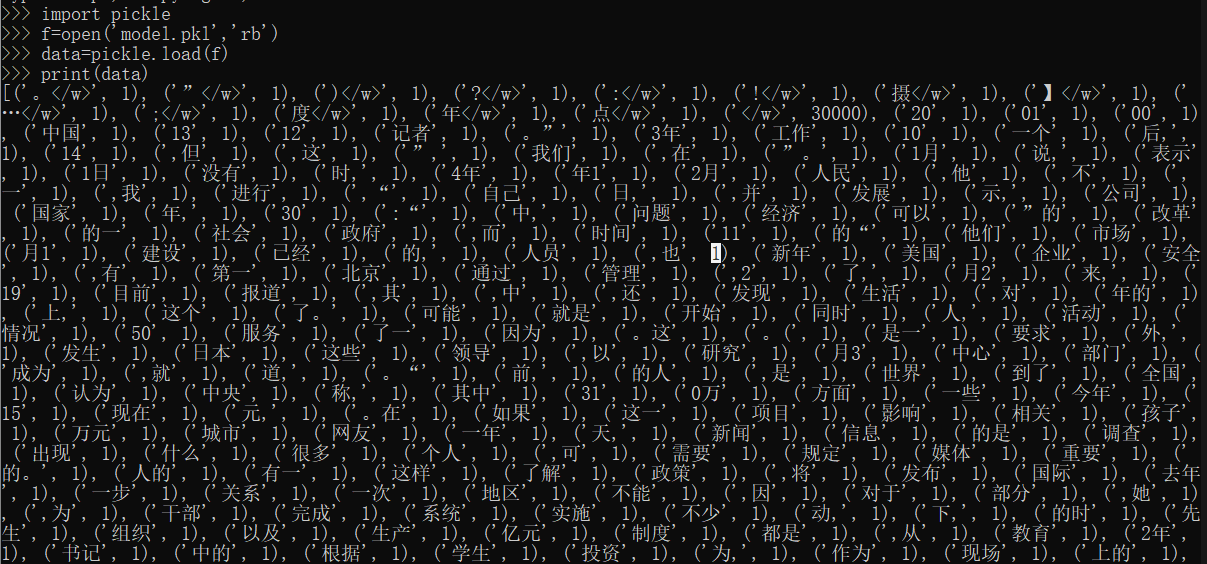 >>> import pickle
>>> f=open('model.pkl','rb')
>>> data=pickle.load(f)
>>> print(data)
[('。</w>', 1), ('”</w>', 1), (')</w>', 1), ('?</w>', 1), (':</w>', 1), ('!</w>', 1), ('摄</w>', 1), ('】</w>', 1), ('
…</w>', 1), (';</w>', 1), ('度</w>', 1), ('年</w>', 1), ('点</w>', 1), ('</w>', 30000), ('20', 1), ('01', 1), ('00', 1)
, ('中国', 1), ('13', 1), ('12', 1), ('记者', 1), ('。”', 1), ('3年', 1), ('工作', 1), ('10', 1), ('一个', 1), ('后,',
1), ('14', 1), (',但', 1), (',这', 1), ('”,', 1), ('我们', 1), (',在', 1), ('”。', 1), ('1月', 1), ('说,', 1), ('表示'
, 1), ('1日', 1), ('没有', 1), ('时,', 1), ('4年', 1), ('年1', 1), ('2月', 1), ('人民', 1), (',他', 1), (',不', 1), (',
一', 1), (',我', 1), ('进行', 1), (',“', 1), ('自己', 1), ('日,', 1), (',并', 1), ('发展', 1), ('示,', 1), ('公司', 1),
('国家', 1), ('年,', 1), ('30', 1), (':“', 1), ('中,', 1), ('问题', 1), ('经济', 1), ('可以', 1), ('”的', 1), ('改革'
, 1), ('的一', 1), ('社会', 1), ('政府', 1), (',而', 1), ('时间', 1), ('11', 1), ('的“', 1), ('他们', 1), ('市场', 1),
('月1', 1), ('建设', 1), ('已经', 1), ('的,', 1), ('人员', 1), (',也', 1), ('新年', 1), ('美国', 1), ('企业', 1), ('安全
', 1), (',有', 1), ('第一', 1), ('北京', 1), ('通过', 1), ('管理', 1), (',2', 1), ('了,', 1), ('月2', 1), ('来,', 1), ('
19', 1), ('目前', 1), ('报道', 1), (',其', 1), (',中', 1), (',还', 1), ('发现', 1), ('生活', 1), (',对', 1), ('年的', 1)
, ('上,', 1), ('这个', 1), ('了。', 1), ('可能', 1), ('就是', 1), ('开始', 1), ('同时', 1), ('人,', 1), ('活动', 1), ('
情况', 1), ('50', 1), ('服务', 1), ('了一', 1), ('因为', 1), ('。这', 1), ('。(', 1), ('是一', 1), ('要求', 1), ('外,',
1), ('发生', 1), ('日本', 1), ('这些', 1), ('领导', 1), (',以', 1), ('研究', 1), ('月3', 1), ('中心', 1), ('部门', 1), (
'成为', 1), (',就', 1), ('道,', 1), ('。“', 1), ('前,', 1), ('的人', 1), (',是', 1), ('世界', 1), ('到了', 1), ('全国',
1), ('认为', 1), ('中央', 1), ('称,', 1), ('其中', 1), ('31', 1), ('0万', 1), ('方面', 1), ('一些', 1), ('今年', 1), ('
15', 1), ('现在', 1), ('元,', 1), ('。在', 1), ('如果', 1), ('这一', 1), ('项目', 1), ('影响', 1), ('相关', 1), ('孩子'
, 1), ('万元', 1), ('城市', 1), ('网友', 1), ('一年', 1), ('天,', 1), ('新闻', 1), ('信息', 1), ('的是', 1), ('调查', 1)
, ('出现', 1), ('什么', 1), ('很多', 1), ('个人', 1), (',可', 1), ('需要', 1), ('规定', 1), ('媒体', 1), ('重要', 1), ('
的。', 1), ('人的', 1), ('有一', 1), ('这样', 1), ('了解', 1), ('政策', 1), (',将', 1), ('发布', 1), ('国际', 1), ('去年'
, 1), ('一步', 1), ('关系', 1), ('一次', 1), ('地区', 1), ('不能', 1), (',因', 1), ('对于', 1), ('部分', 1), (',她', 1)
, (',为', 1), ('干部', 1), ('完成', 1), ('系统', 1), ('实施', 1), ('不少', 1), ('动,', 1), ('下,', 1), ('的时', 1), ('先
生', 1), ('组织', 1), ('以及', 1), ('生产', 1), ('亿元', 1), ('制度', 1), ('都是', 1), (',从', 1), ('教育', 1), ('2年',
1), ('书记', 1), ('中的', 1), ('根据', 1), ('学生', 1), ('投资', 1), ('为,', 1), ('作为', 1), ('现场', 1), ('上的', 1),